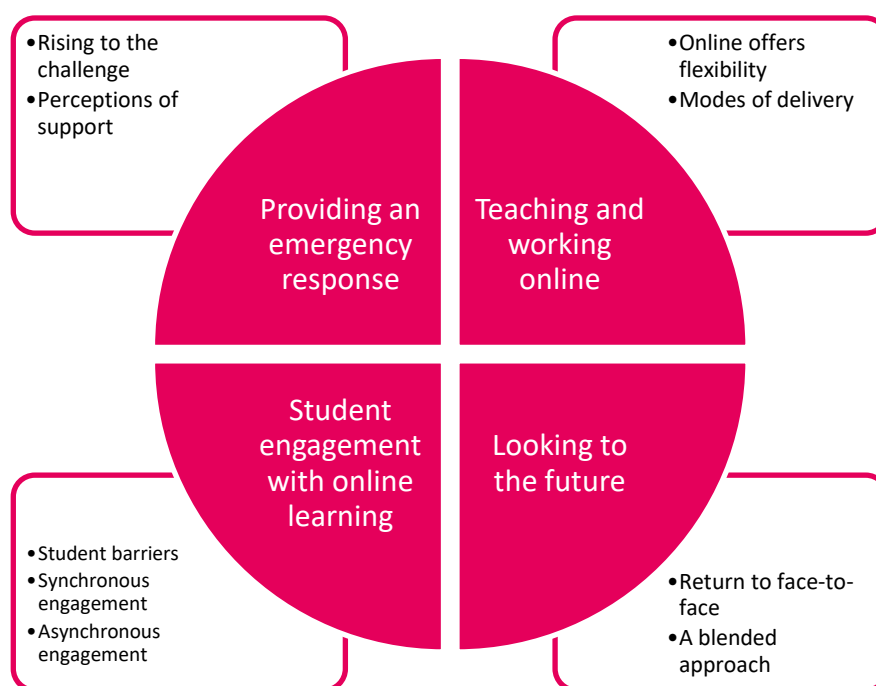 •Rising to the
challenge
•Perceptions of
support
•Online offers
flexibility
•Modes of delivery
Providing an
emergency
response
Teaching and
working
online
Student
engagement
with online
learning
Looking to
the future
•Student barriers
•Synchronous
engagement
•Asynchronous
engagement
•Return to face-to-
face
•A blended
approach